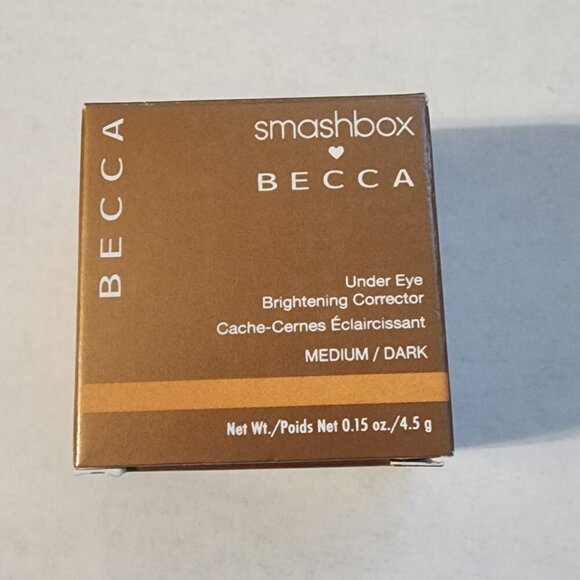 BECCA
smashbox
♥
BECCA
Under Eye
Brightening Corrector
Cache-Cernes Éclaircissant
MEDIUM / DARK
Net Wt./Poids Net 0.15 oz./4.5 g